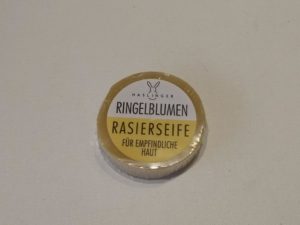 HASLINGER
RINGELBLUMEN
RASIERSEIFE
FÜR EMPFINDLICHE
HAUT